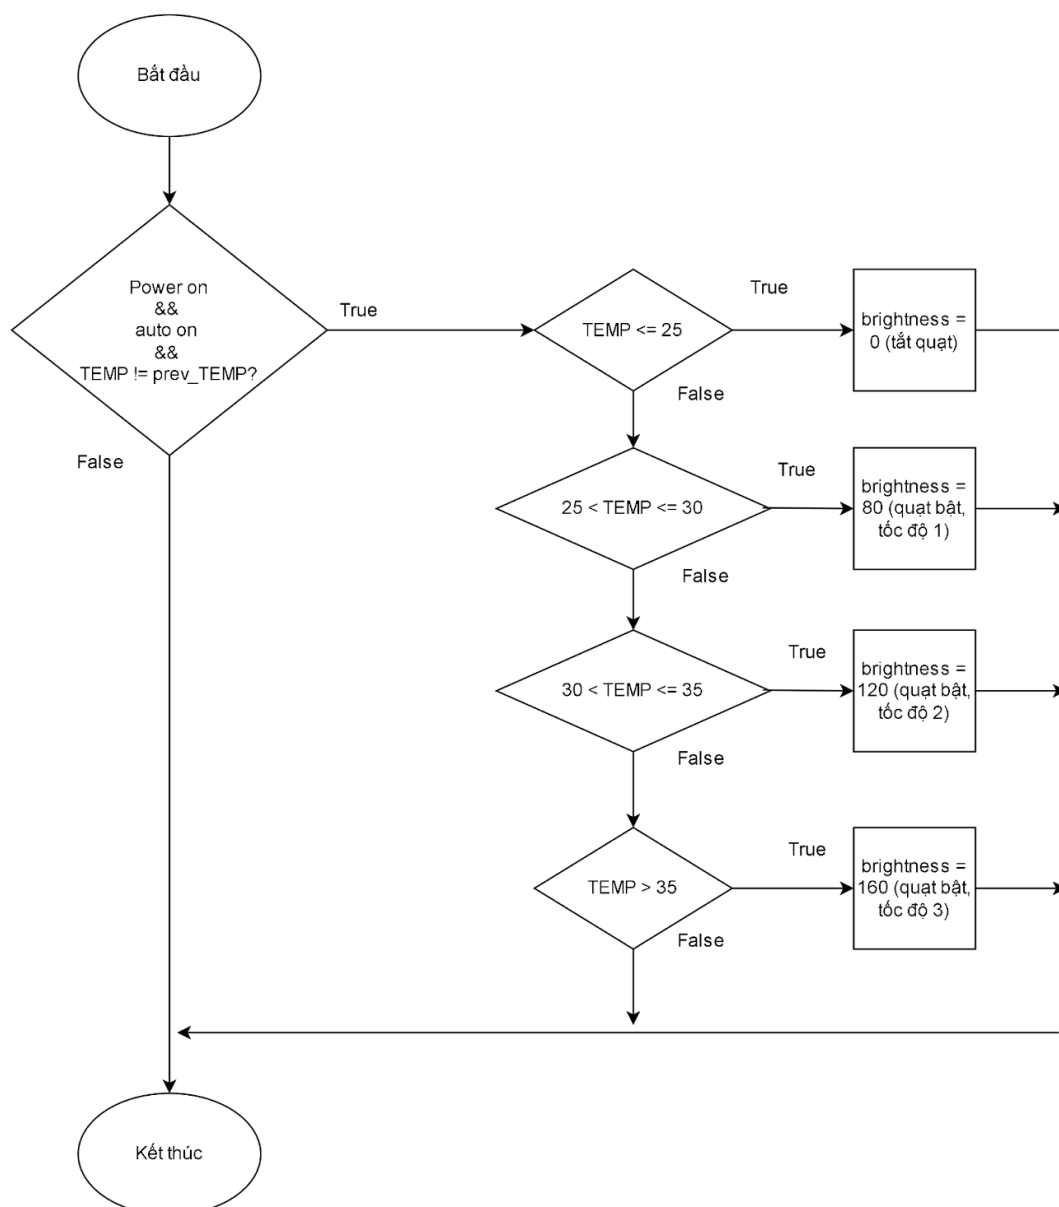 Bắt đầu
Power on
&&
auto on
&&
TEMP != prev_TEMP?
True
False
TEMP <= 25
True
False
brightness =
0 (tắt quạt)
25 < TEMP <= 30
True
False
brightness =
80 (quạt bật,
tốc độ 1)
30 < TEMP <= 35
True
False
brightness =
120 (quạt bật,
tốc độ 2)
TEMP > 35
True
False
brightness =
160 (quạt bật,
tốc độ 3)
Kết thúc